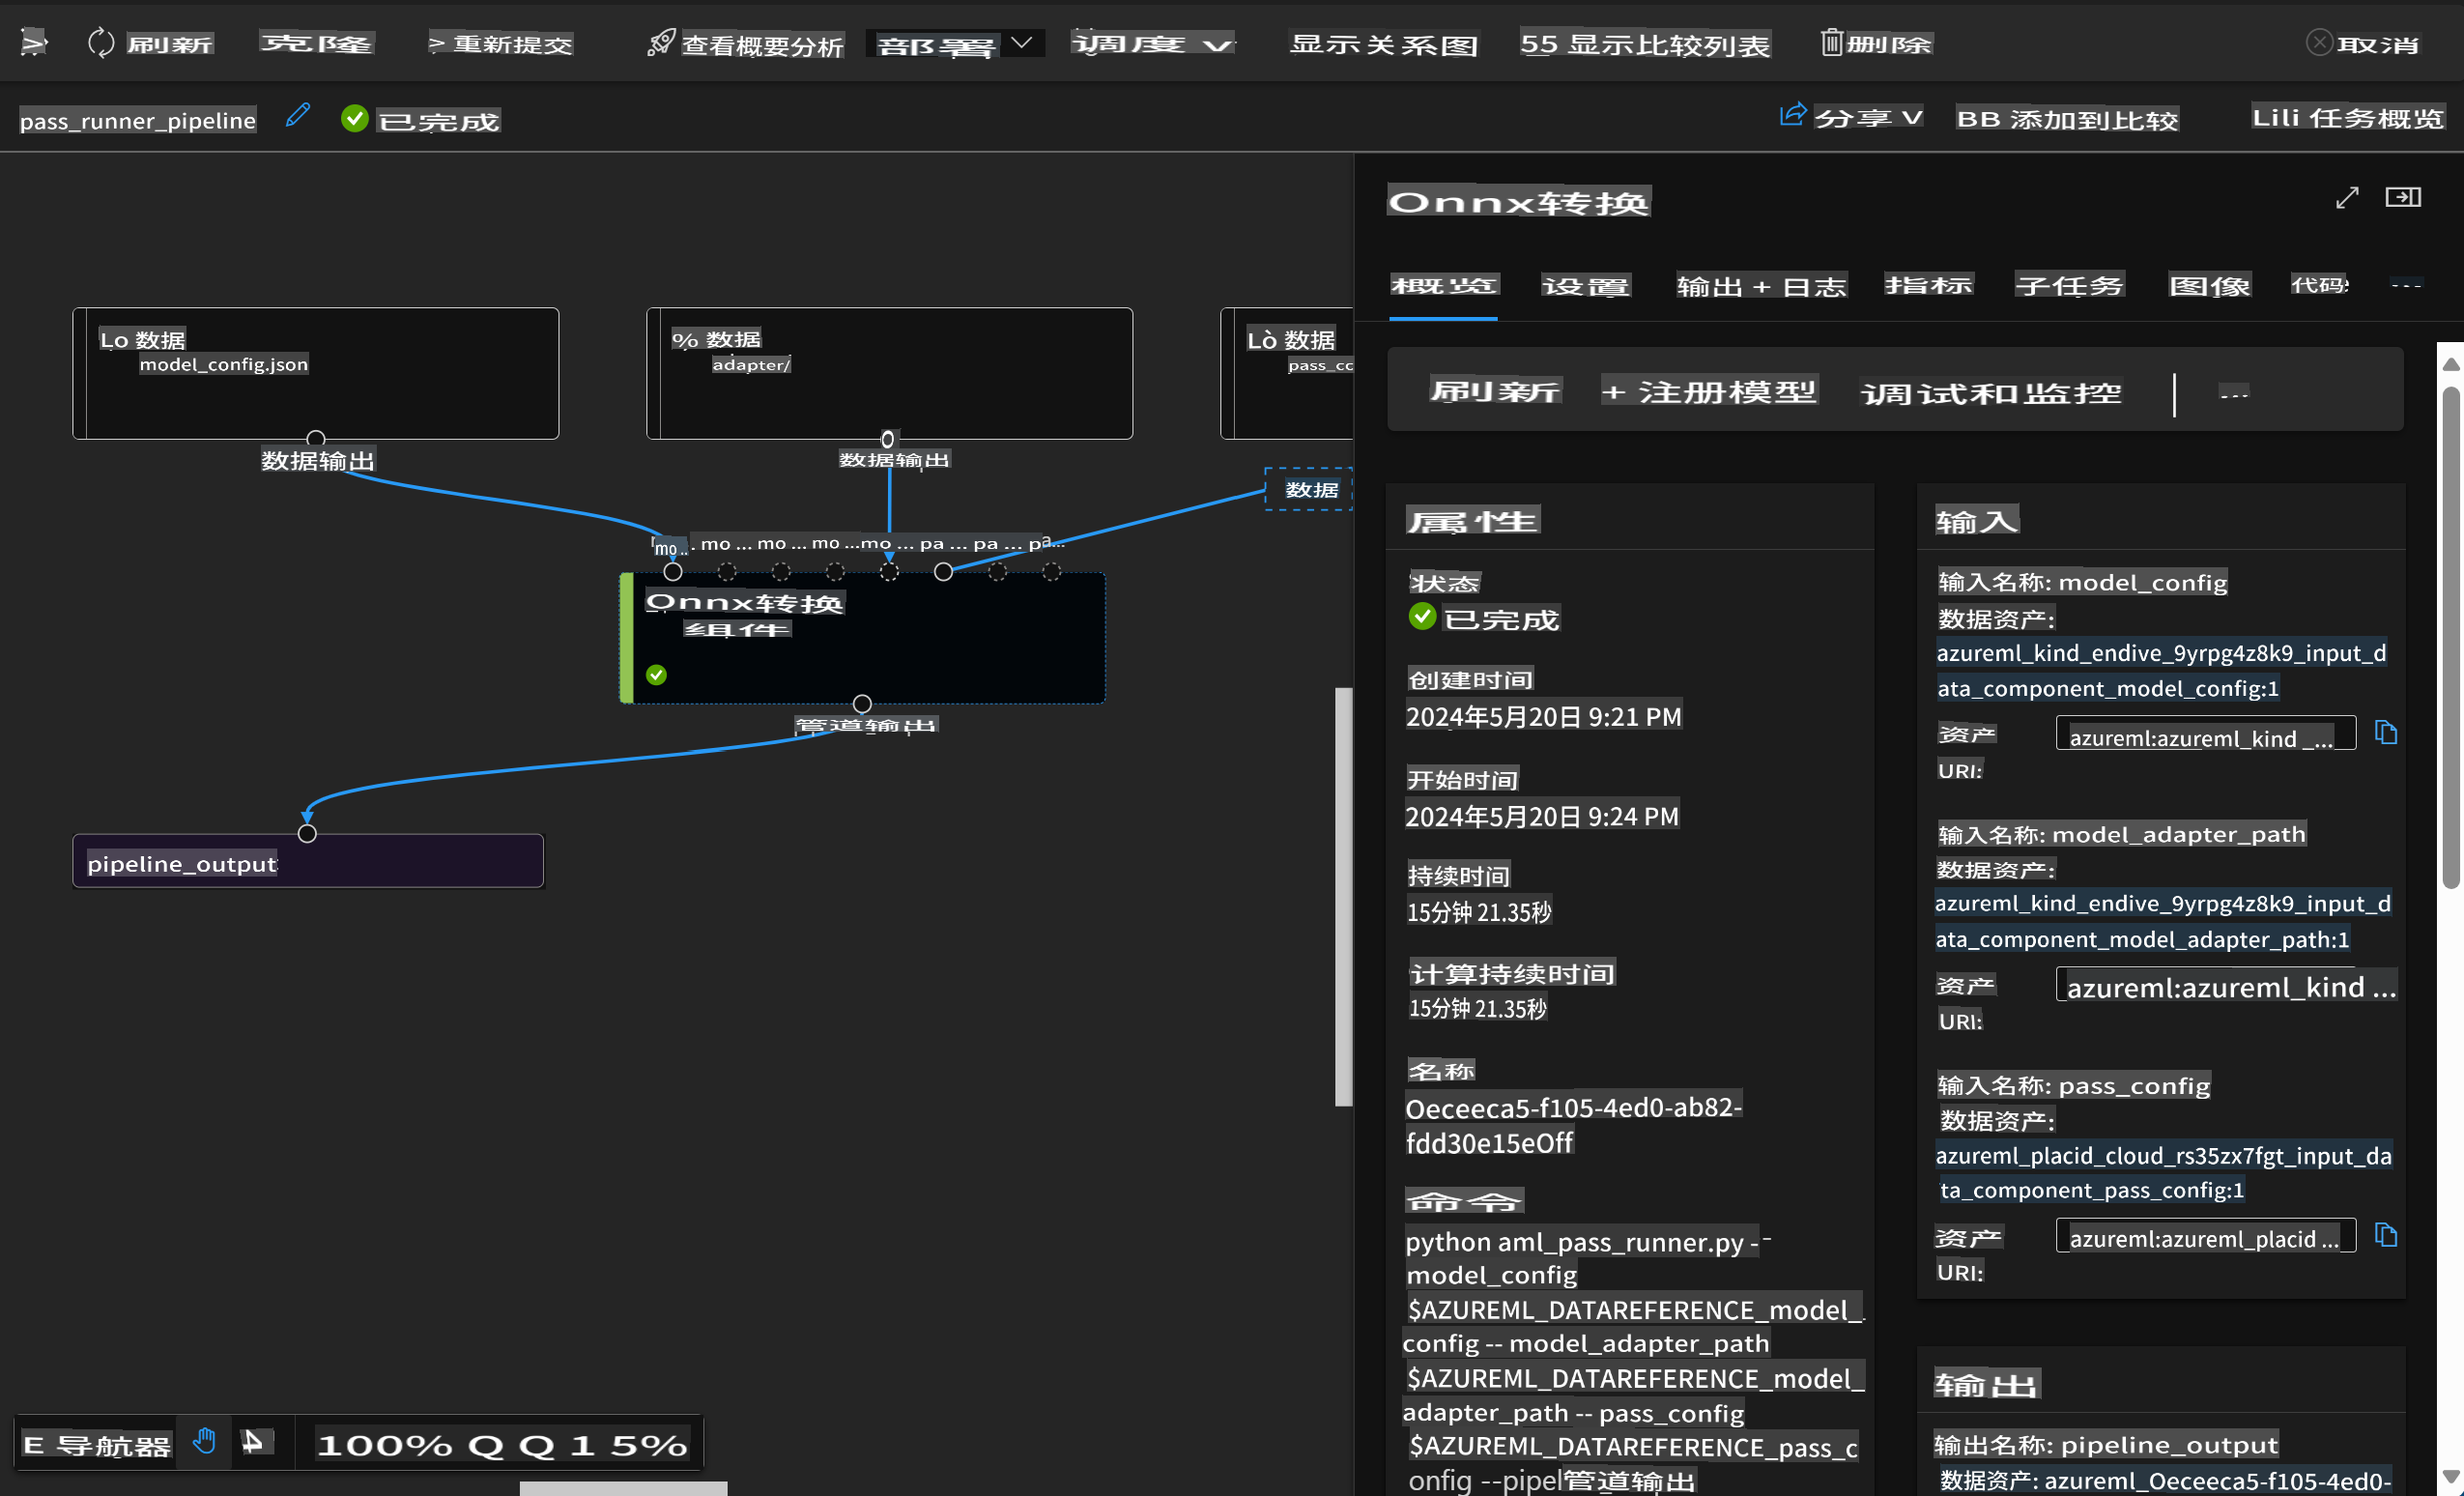 刷新 克隆 > 重新提交 查看概要分析 部署 调度 V 显示关系图 55 显示比较列表 删除 取消
pass_runner_pipeline 已完成 分享 V BB 添加到比较 Lili 任务概览
Lo 数据
model_config.json
数据输出
% 数据
adapter/
数据输出
Lò 数据
pass_cc
数据
mo .. . mo ... mo ... mo ... mo ... pa ... pa ... pa...
Onnx转换
组件
管道输出
pipeline_output
E 导航器 100% Q Q 1 5%
Onnx转换
概览 设置 输出 + 日志 指标 子任务 图像 代码 ...
刷新 + 注册模型 调试和监控 ...
属性
状态
已完成
创建时间
2024年5月20日 9:21 PM
开始时间
2024年5月20日 9:24 PM
持续时间
15分钟 21.35秒
计算持续时间
15分钟 21.35秒
名称
Oeceeca5-f105-4ed0-ab82-
fdd30e15eOff
命令
python aml_pass_runner.py --
model_config
$AZUREML_DATAREFERENCE_model_
config -- model_adapter_path
$AZUREML_DATAREFERENCE_model_
adapter_path -- pass_config
$AZUREML_DATAREFERENCE_pass_c
onfig --pipel管道输出
输入
输入名称: model_config
数据资产:
azureml_kind_endive_9yrpg4z8k9_input_d
ata_component_model_config:1
资产 azureml:azureml_kind _...
URI:
输入名称: model_adapter_path
数据资产:
azureml_kind_endive_9yrpg4z8k9_input_d
ata_component_model_adapter_path:1
资产 azureml:azureml_kind ...
URI:
输入名称: pass_config
数据资产:
azureml_placid_cloud_rs35zx7fgt_input_da
ta_component_pass_config:1
资产 azureml:azureml_placid ...
URI:
输出
输出名称: pipeline_output
数据资产: azureml_Oeceeca5-f105-4ed0-